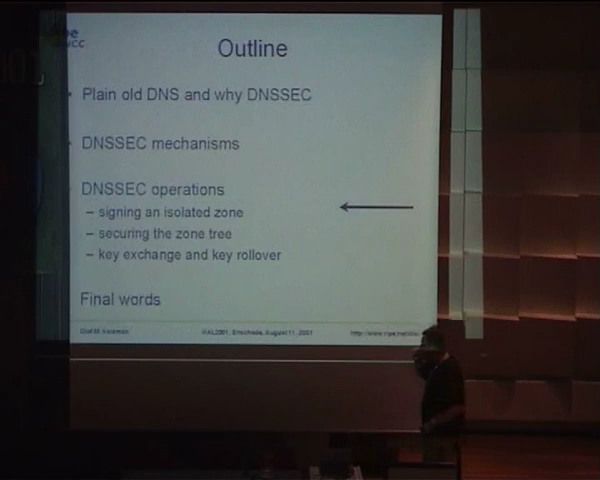 NCC
Outline
• Plain old DNS and why DNSSEC
• DNSSEC mechanisms
DNSSEC operations
– signing an isolated zone
– securing the zone tree
– key exchange and key rollover
Final words
HAL2001, Enschede, August 11, 2001